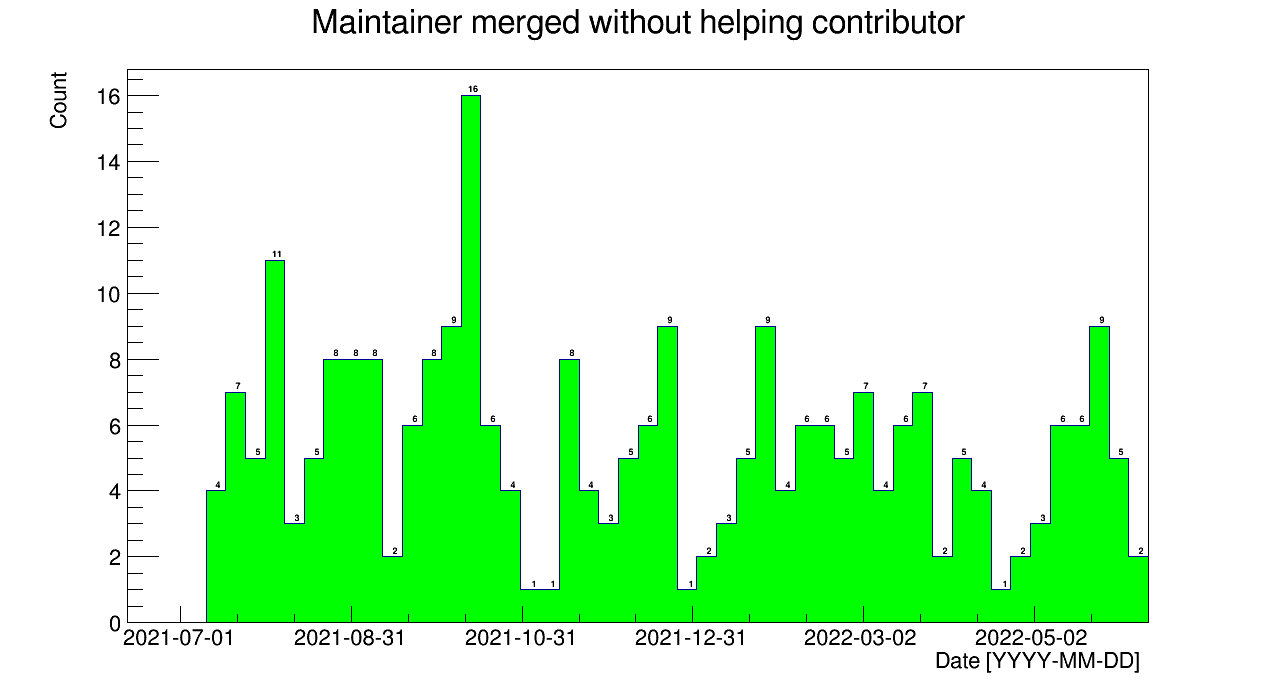 Maintainer merged without helping contributor
Count
16
14
12
10
8
6
4
2
0
4 7 5 11 3 5 8 8 8 2 6 8 9 16 6 4 1 1 8 4 3 5 6 9 1 2 3 5 9 4 6 6 5 7 4 6 7 2 5 4 1 2 3 6 6 9 5 2
2021-07-01 2021-08-31 2021-10-31 2021-12-31 2022-03-02 2022-05-02
Date [YYYY-MM-DD]